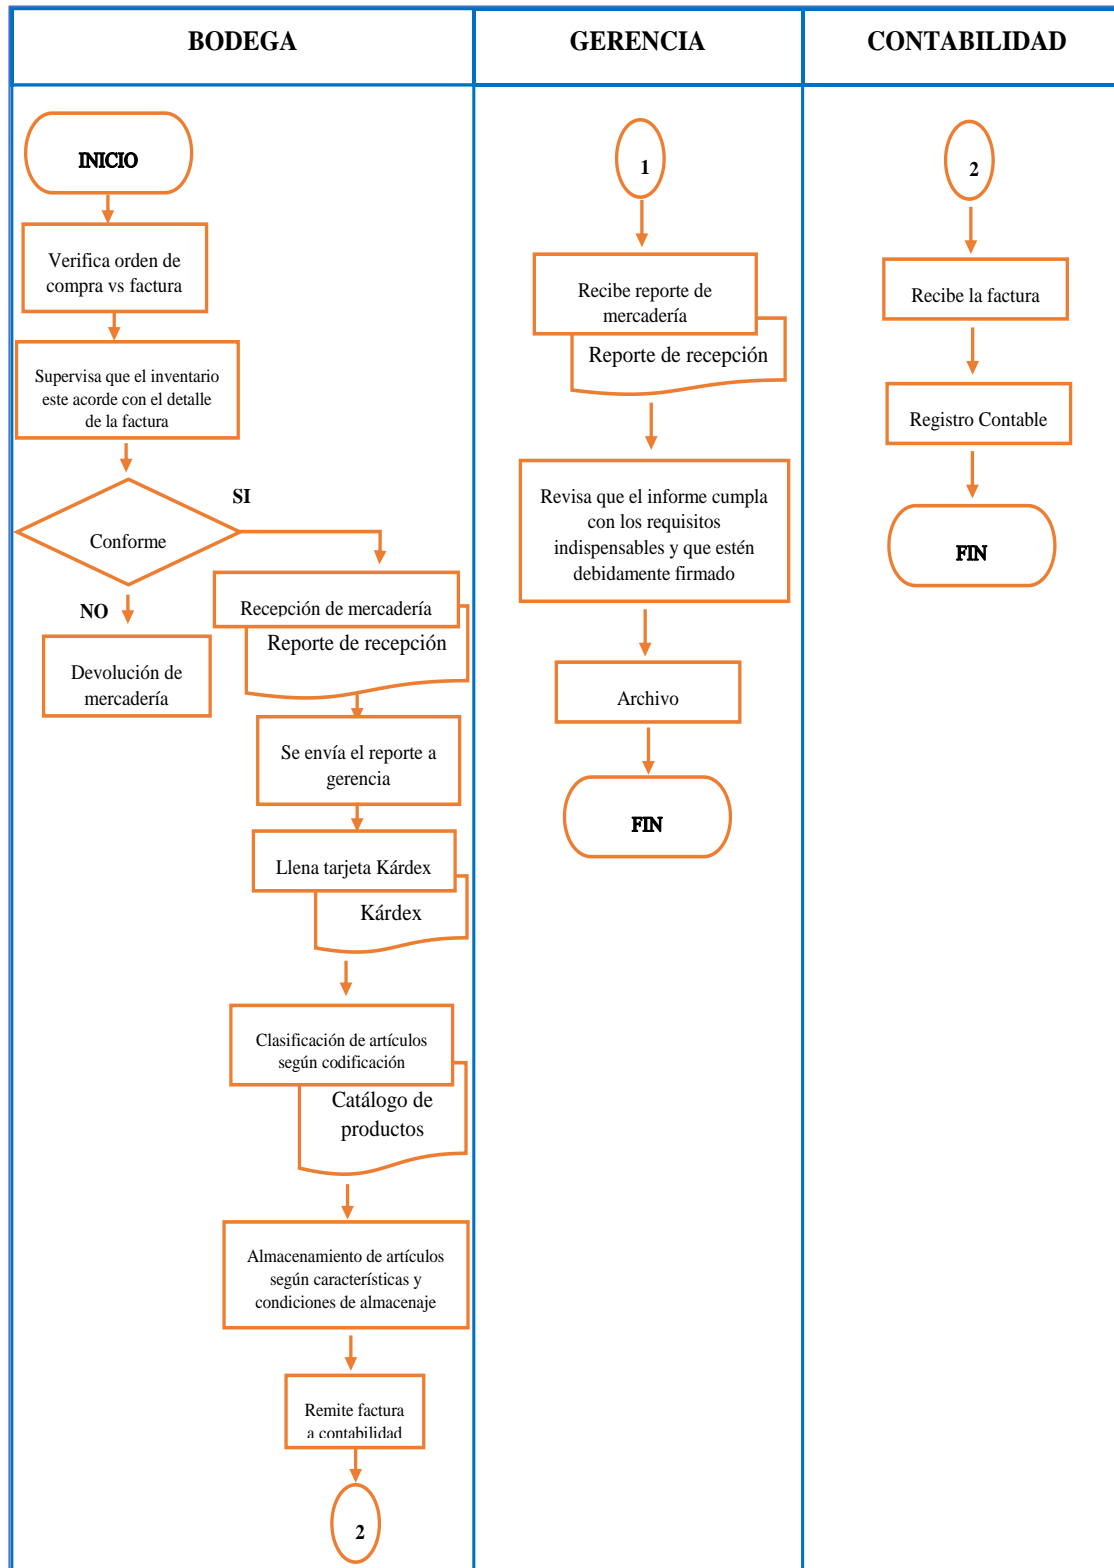 BODEGA
GERENCIA
CONTABILIDAD
INICIO
Verifica orden de
compra vs factura
Supervisa que el inventario
este acorde con el detalle
de la factura
SI
Conforme
NO
Devolución de
mercadería
Recepción de mercadería
Reporte de recepción
Se envía el reporte a
gerencia
Llena tarjeta Kárdex
Kárdex
Clasificación de artículos
según codificación
Catálogo de
productos
Almacenamiento de artículos
según características y
condiciones de almacenaje
Remite factura
a contabilidad
2
1
Recibe reporte de
mercadería
Reporte de recepción
Revisa que el informe cumpla
con los requisitos
indispensables y que estén
debidamente firmado
Archivo
FIN
2
Recibe la factura
Registro Contable
FIN